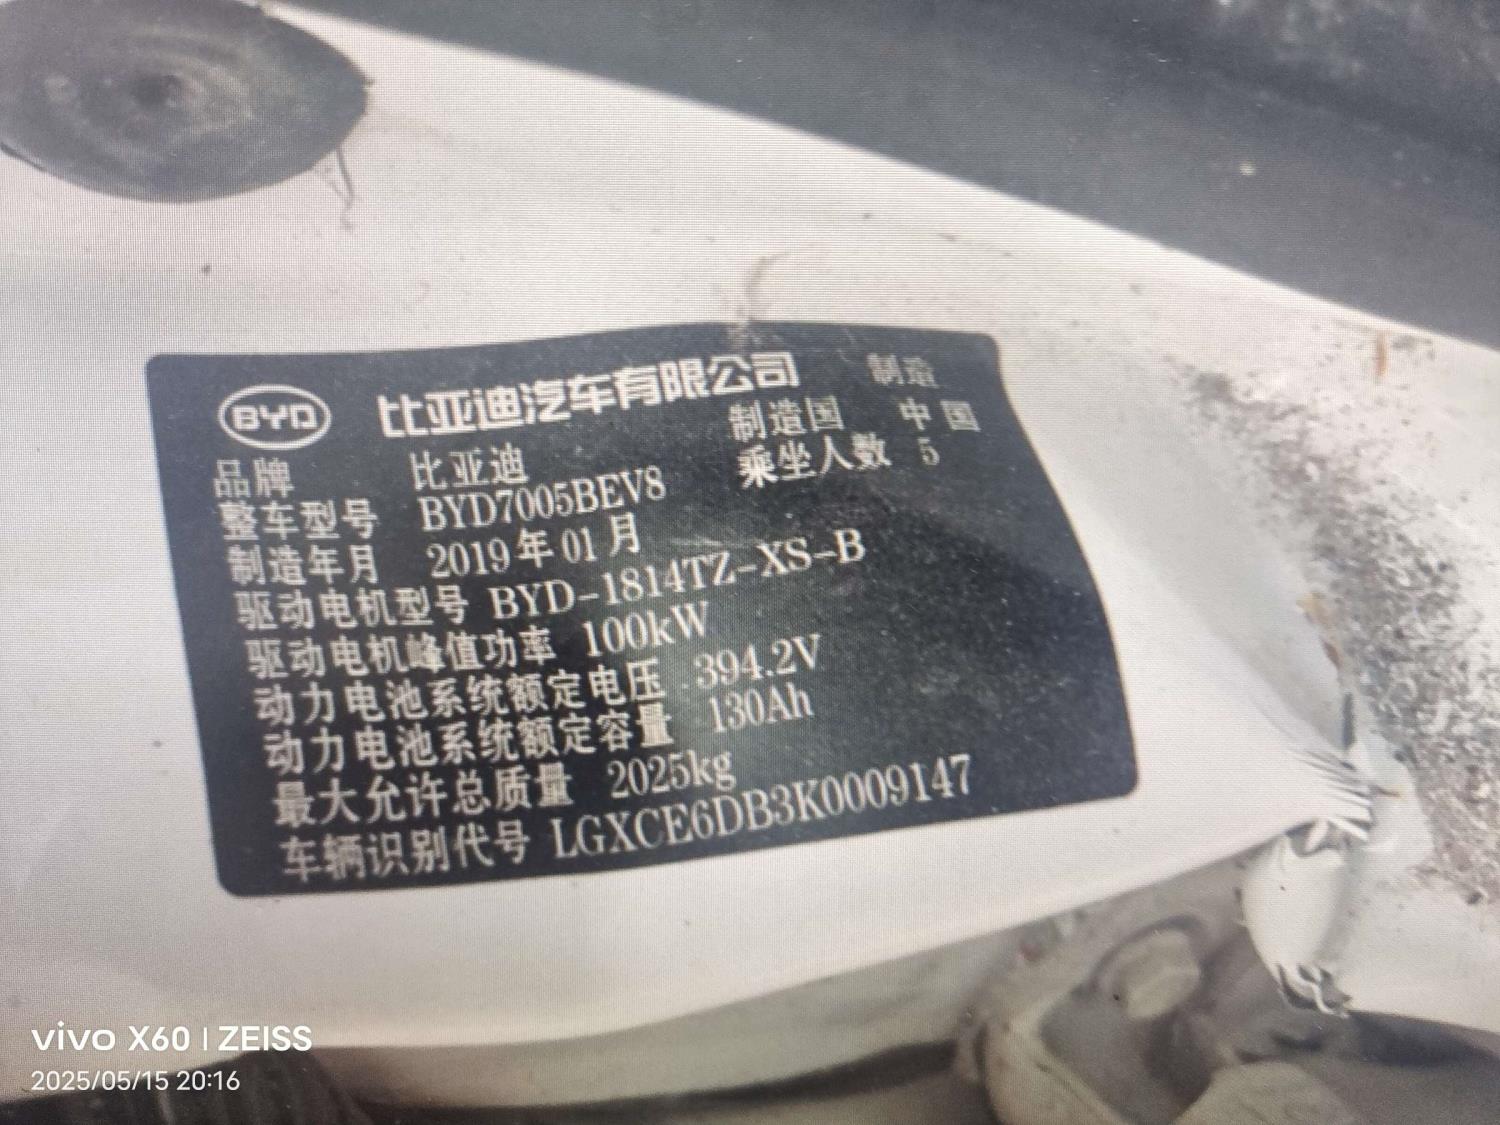 BYD 比亚迪汽车有限公司 制造
品牌 比亚迪 制造国 中国
整车型号 BYD7005BEV8 乘坐人数 5
制造年月 2019年01月
驱动电机型号 BYD-1814TZ-XS-B
驱动电机峰值功率 100kW
动力电池系统额定电压 394.2V
动力电池系统额定容量 130Ah
最大允许总质量 2025kg
车辆识别代号 LGXCE6DB3K0009147
vivo X60 | ZEISS
2025/05/15 20:16